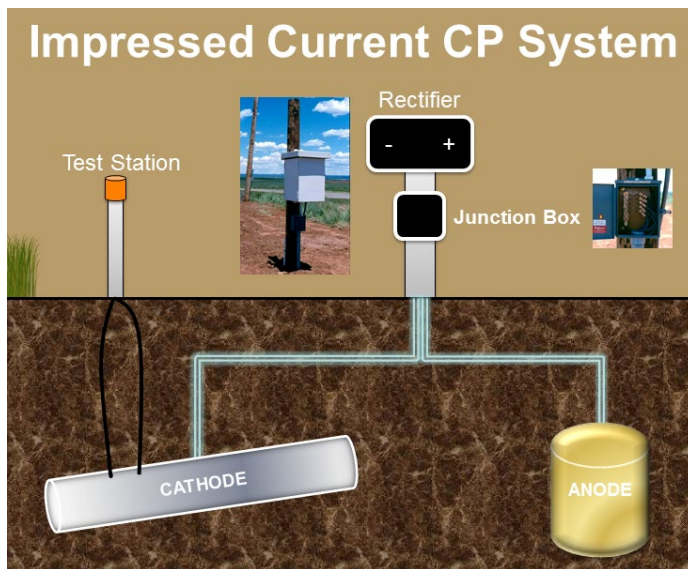 Impressed Current CP System
Rectifier
- +
Test Station
Junction Box
CATHODE
ANODE